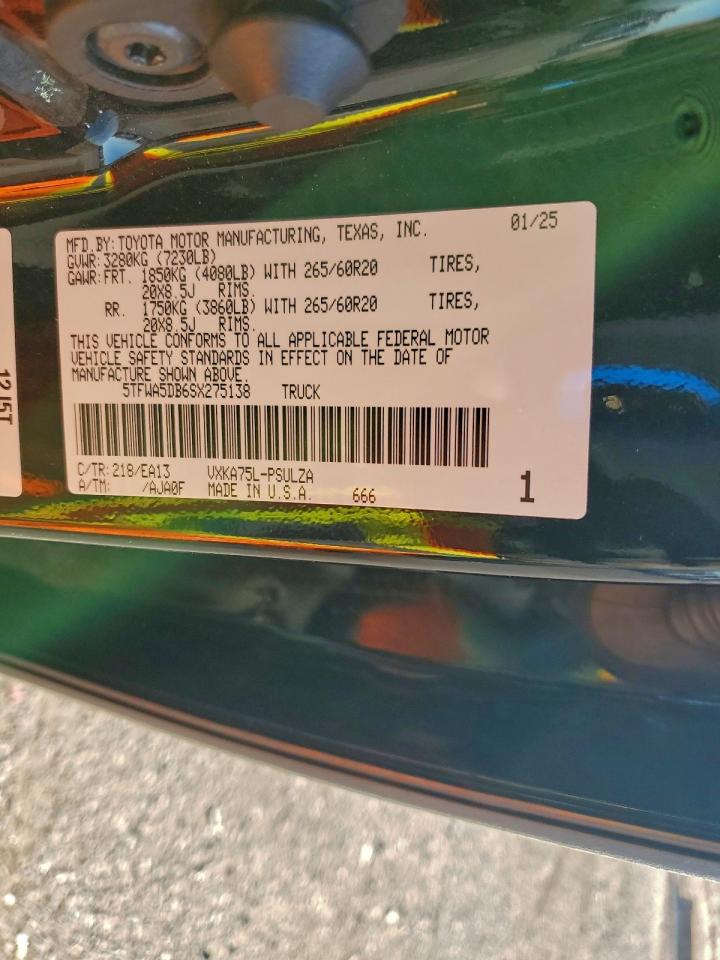 MFD.BY:TOYOTA MOTOR MANUFACTURING, TEXAS, INC. 01/25
GVWR:3280KG (7230LB)
GAWR:FRT. 1850KG (4080LB) WITH 265/60R20 TIRES,
20X8.5J RIMS.
RR. 1750KG (3860LB) WITH 265/60R20 TIRES,
20X8.5J RIMS.
THIS VEHICLE CONFORMS TO ALL APPLICABLE FEDERAL MOTOR
VEHICLE SAFETY STANDARDS IN EFFECT ON THE DATE OF
MANUFACTURE SHOWN ABOVE.
5TFWA5DB6SX275138 TRUCK
C/TR:218/EA13 VXKA75L-PSULZA
A/TM: /AJA0F MADE IN U.S.A. 666 1